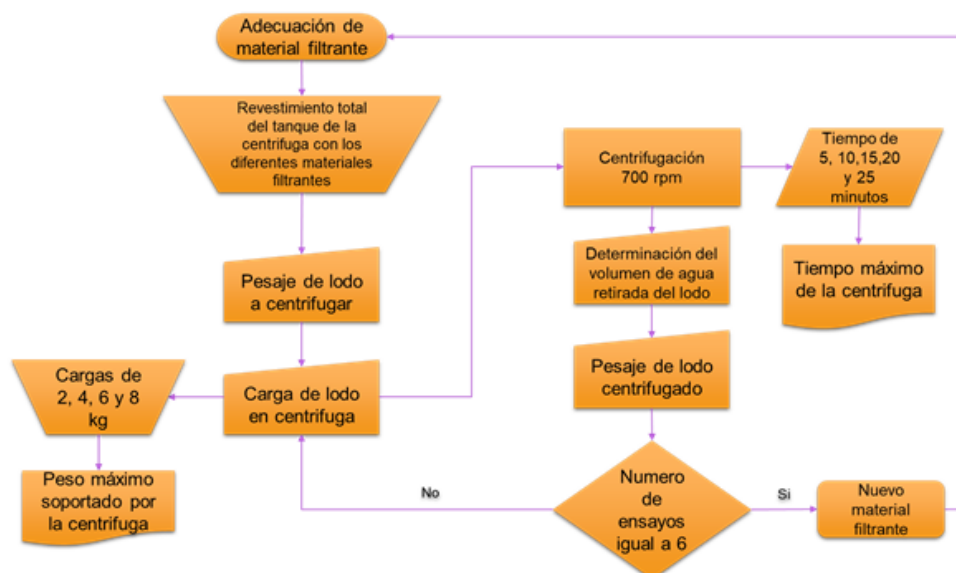 Adecuación de
material filtrante
Revestimiento total
del tanque de la
centrifuga con los
diferentes materiales
filtrantes
Pesaje de lodo
a centrifugar
Carga de lodo
en centrifuga
Cargas de
2, 4, 6 y 8
kg
Peso máximo
soportado por
la centrifuga
Centrifugación
700 rpm
Tiempo de
5, 10,15,20
y 25
minutos
Tiempo máximo
de la centrifuga
Determinación del
volumen de agua
retirada del lodo
Pesaje de lodo
centrifugado
Numero
de
ensayos
igual a 6
No
Si
Nuevo
material
filtrante